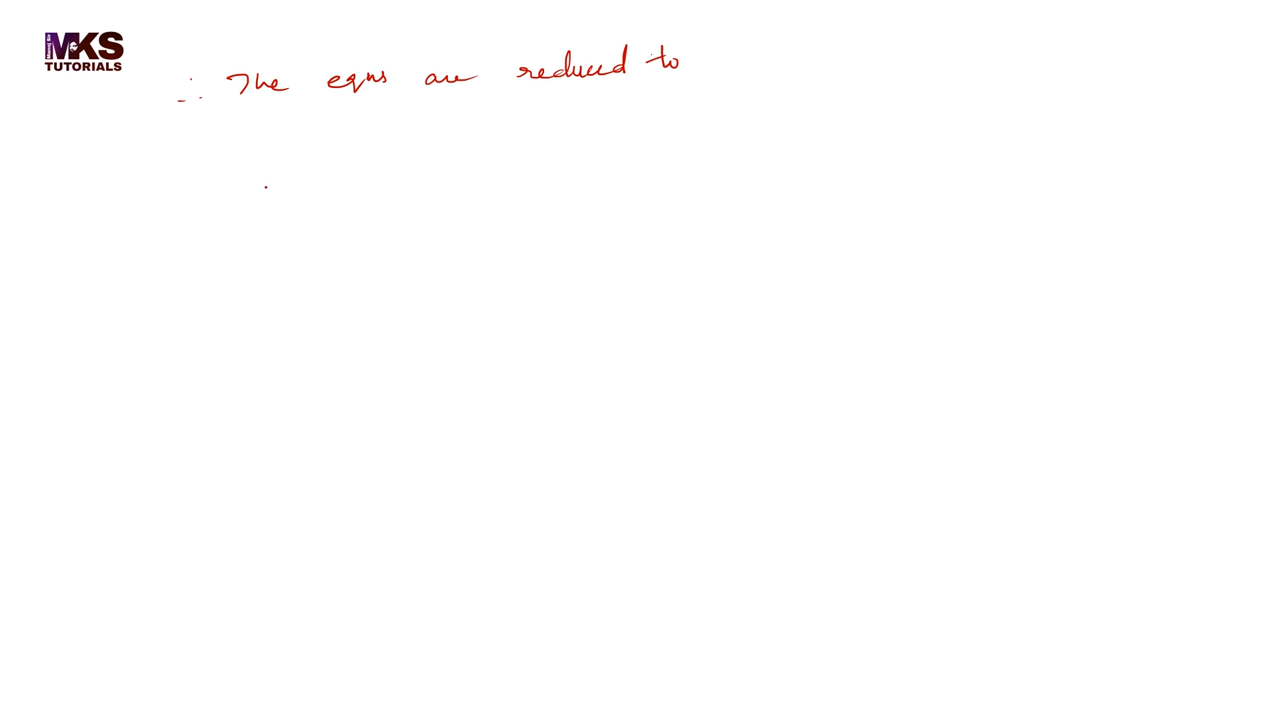 MKS
TUTORIALS
∴ The eqns are reduced to